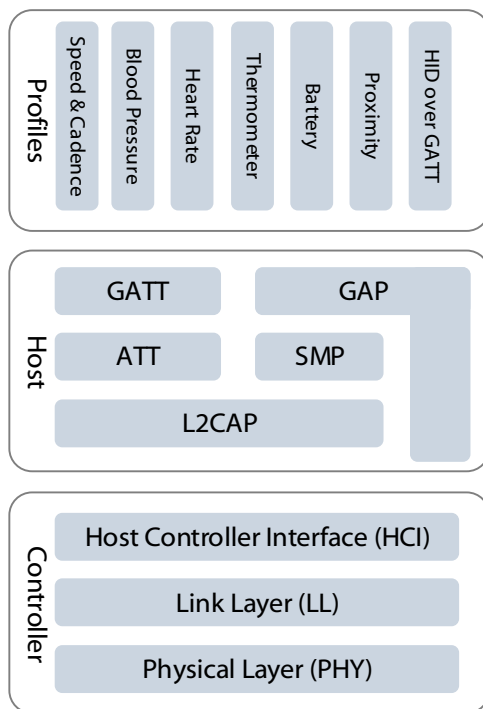 Profiles
Speed & Cadence
Blood Pressure
Heart Rate
Thermometer
Battery
Proximity
HID over GATT
Host
GATT
GAP
ATT
SMP
L2CAP
Controller
Host Controller Interface (HCI)
Link Layer (LL)
Physical Layer (PHY)